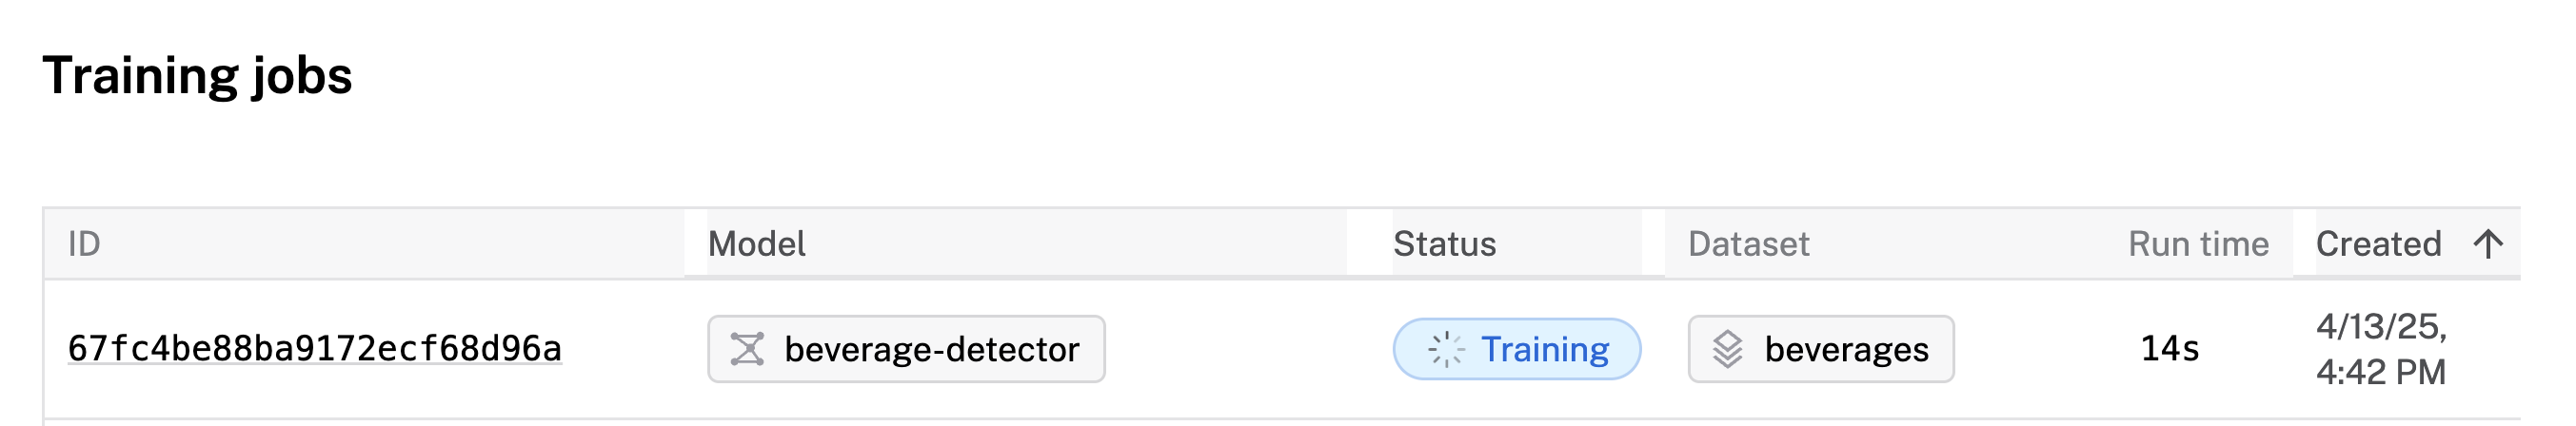 Training jobs
ID Model Status Dataset Run time Created ↑
67fc4be88ba9172ecf68d96a beverage-detector Training beverages 14s 4/13/25,
4:42 PM